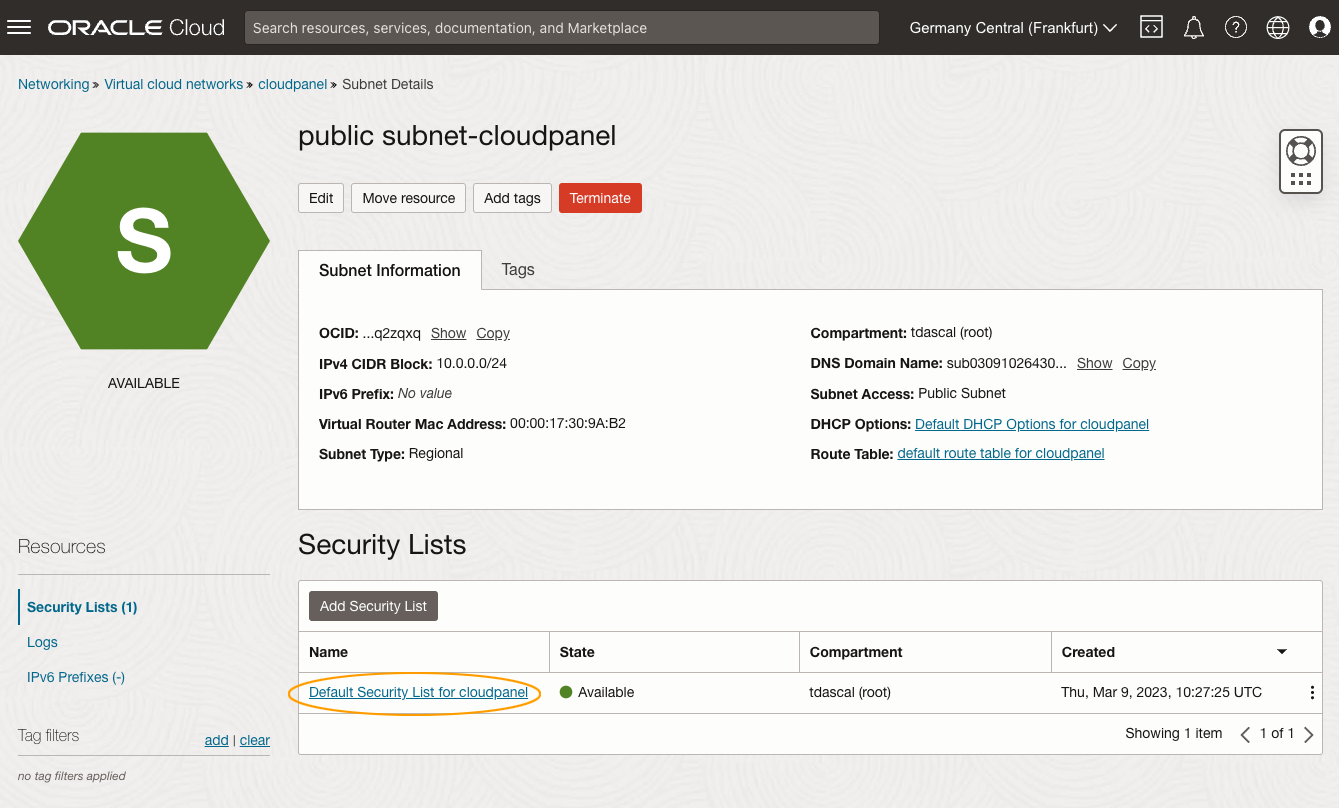 ORACLE Cloud
Search resources, services, documentation, and Marketplace
Germany Central (Frankfurt)
Networking » Virtual cloud networks » cloudpanel » Subnet Details
S
AVAILABLE
public subnet-cloudpanel
Edit
Move resource
Add tags
Terminate
Subnet Information
Tags
OCID: ...q2zqxq Show Copy
IPv4 CIDR Block: 10.0.0.0/24
IPv6 Prefix: No value
Virtual Router Mac Address: 00:00:17:30:9A:B2
Subnet Type: Regional
Compartment: tdascal (root)
DNS Domain Name: sub03091026430... Show Copy
Subnet Access: Public Subnet
DHCP Options: Default DHCP Options for cloudpanel
Route Table: default route table for cloudpanel
Resources
Security Lists (1)
Logs
IPv6 Prefixes (-)
Tag filters
add | clear
no tag filters applied
Security Lists
Add Security List
Name State Compartment Created
Default Security List for cloudpanel Available tdascal (root) Thu, Mar 9, 2023, 10:27:25 UTC
Showing 1 item 1 of 1